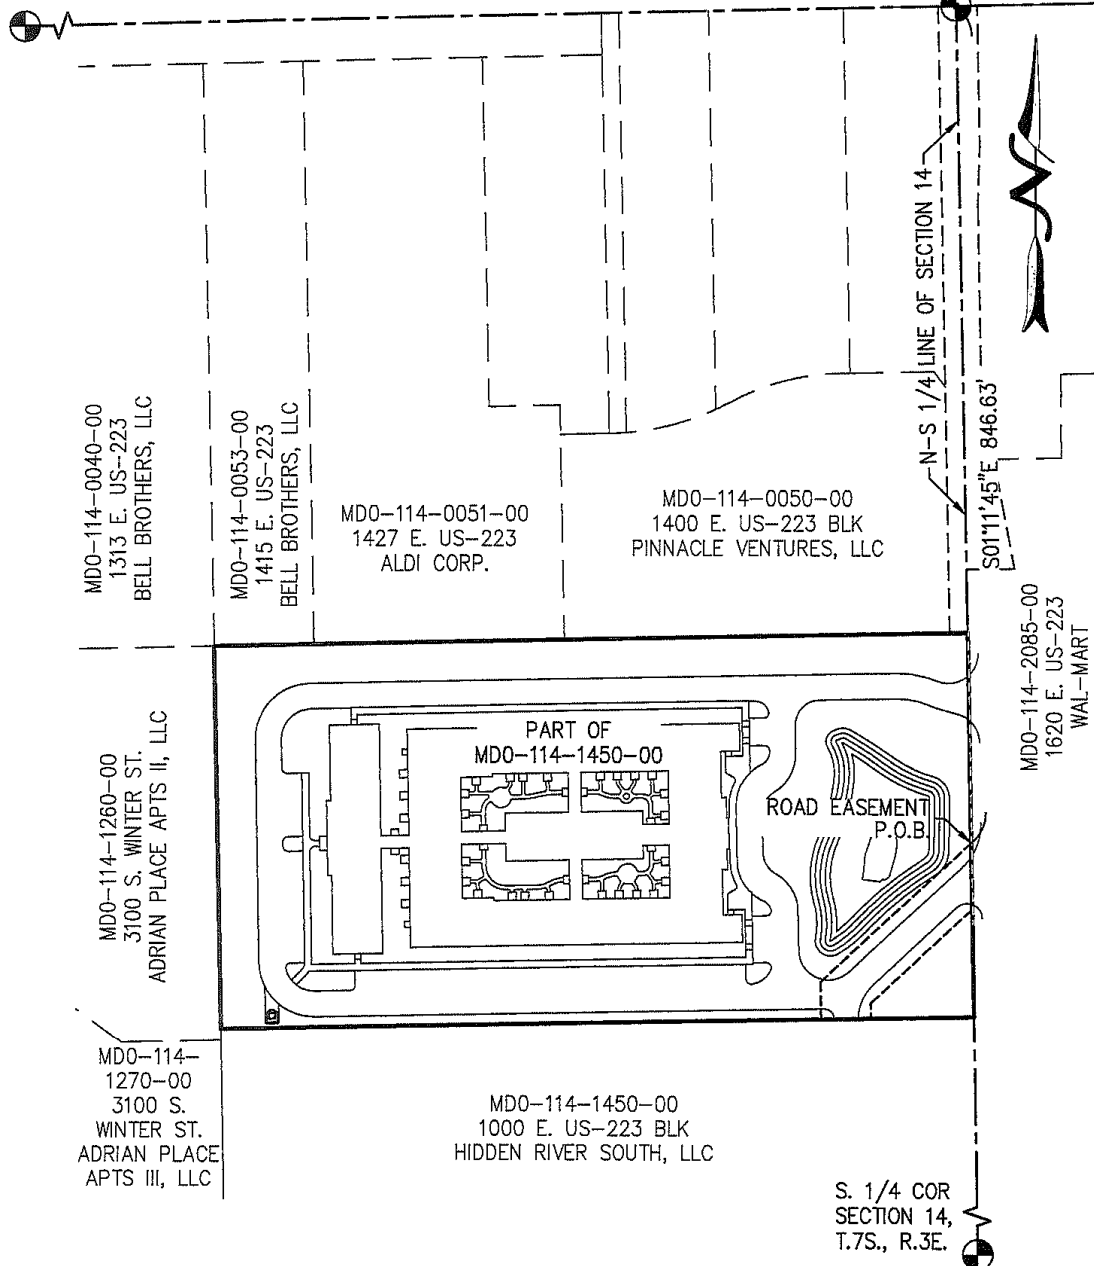 N-S 1/4 LINE OF SECTION 14
S01°11'45"E 846.63'
N
MD0-114-0040-00
1313 E. US-223
BELL BROTHERS, LLC
MD0-114-0053-00
1415 E. US-223
BELL BROTHERS, LLC
MD0-114-0051-00
1427 E. US-223
ALDI CORP.
MD0-114-0050-00
1400 E. US-223 BLK
PINNACLE VENTURES, LLC
MD0-114-2085-00
1620 E. US-223
WAL-MART
MD0-114-1260-00
3100 S. WINTER ST.
ADRIAN PLACE APTS II, LLC
PART OF
MD0-114-1450-00
ROAD EASEMENT
P.O.B.
MD0-114-
1270-00
3100 S.
WINTER ST.
ADRIAN PLACE
APTS III, LLC
MD0-114-1450-00
1000 E. US-223 BLK
HIDDEN RIVER SOUTH, LLC
S. 1/4 COR
SECTION 14,
T.7S., R.3E.